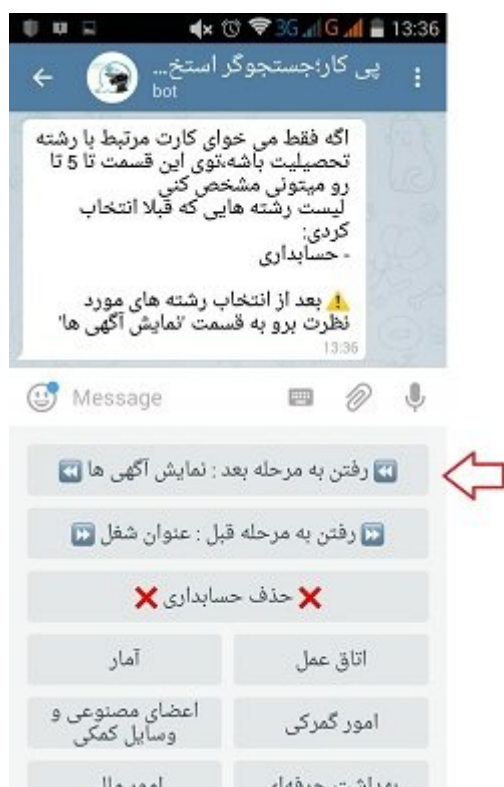 3G G 13:36
پی کار؛جستجوگر استخ...
bot
اگه فقط می خوای کارت مرتبط با رشته
تحصیلیت باشه،توی این قسمت تا 5 تا
رو میتونی مشخص کنی
لیست رشته هایی که قبلا انتخاب
کردی:
- حسابداری
⚠️ بعد از انتخاب رشته های مورد
نظرت برو به قسمت 'نمایش آگهی ها'
13:36
Message
⏪ رفتن به مرحله بعد : نمایش آگهی ها ⏪
⏩ رفتن به مرحله قبل : عنوان شغل ⏩
❌ حذف حسابداری ❌
اتاق عمل
آمار
امور گمرکی
اعضای مصنوعی و
وسایل کمکی